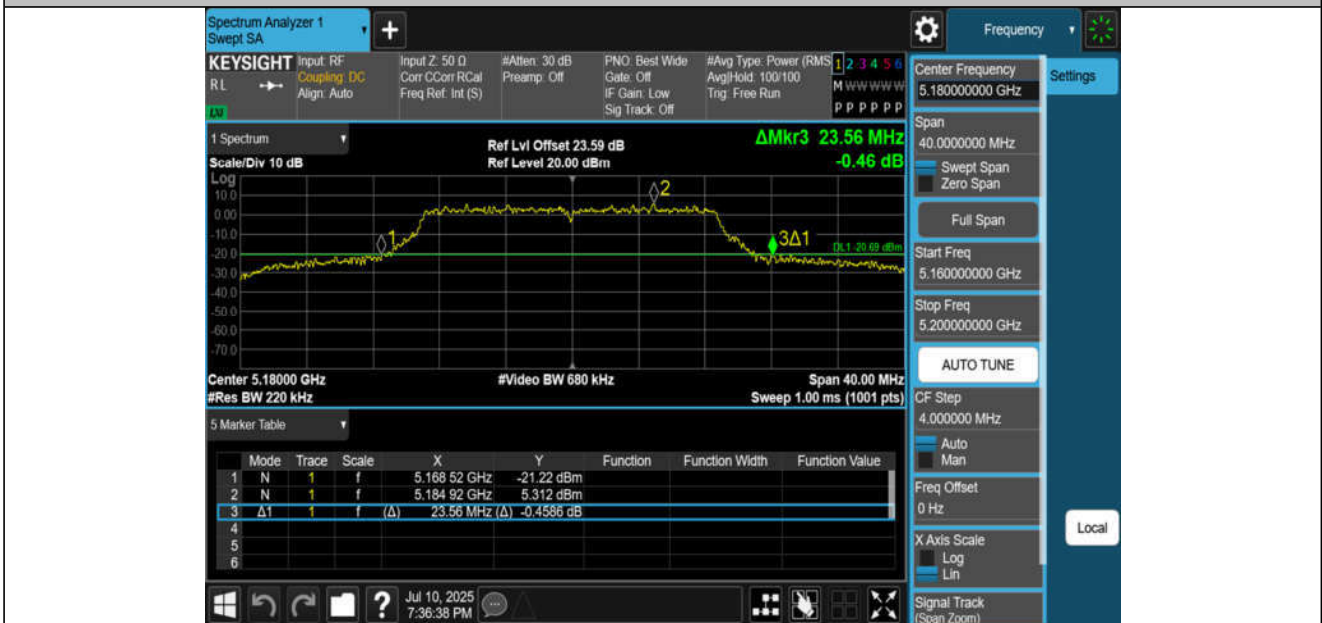 Spectrum Analyzer 1
Swept SA
+
Frequency
KEYSIGHT
RL
Input: RF
Coupling: DC
Align: Auto
Input Z: 50 Ω
Corr CCorr RCal
Freq Ref: Int (S)
#Atten: 30 dB
Preamp: Off
PNO: Best Wide
Gate: Off
IF Gain: Low
Sig Track: Off
#Avg Type: Power (RMS
Avg|Hold: 100/100
Trig: Free Run
1 2 3 4 5 6
M W W W W W
P P P P P P
Center Frequency
5.180000000 GHz
Settings
Span
40.0000000 MHz
Swept Span
Zero Span
Full Span
Start Freq
5.160000000 GHz
Stop Freq
5.200000000 GHz
AUTO TUNE
CF Step
4.000000 MHz
Auto
Man
Freq Offset
0 Hz
X Axis Scale
Log
Lin
Signal Track
(Span Zoom)
Local
1 Spectrum
Scale/Div 10 dB
Ref Lvl Offset 23.59 dB
Ref Level 20.00 dBm
ΔMkr3 23.56 MHz
-0.46 dB
Log
10.0
0.00
-10.0
-20.0
-30.0
-40.0
-50.0
-60.0
-70.0
1
2
3Δ1
DL1 -20.69 dBm
Center 5.18000 GHz
#Res BW 220 kHz
#Video BW 680 kHz
Span 40.00 MHz
Sweep 1.00 ms (1001 pts)
5 Marker Table
Mode Trace Scale X Y Function Function Width Function Value
1 N 1 f 5.168 52 GHz -21.22 dBm
2 N 1 f 5.184 92 GHz 5.312 dBm
3 Δ1 1 f (Δ) 23.56 MHz (Δ) -0.4586 dB
4
5
6
?
Jul 10, 2025
7:36:38 PM